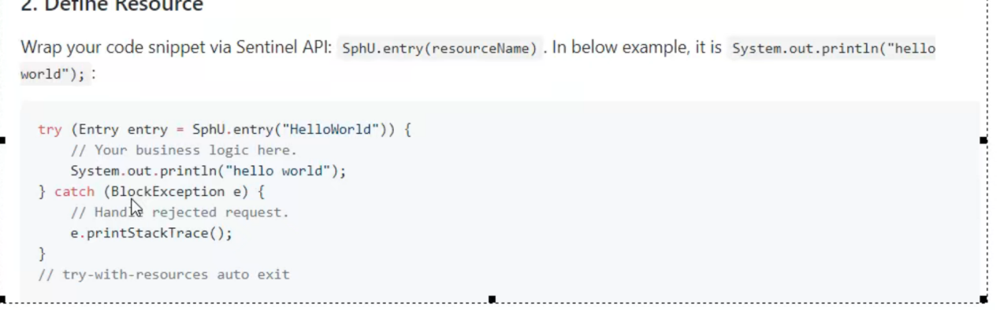 2. Define Resource
Wrap your code snippet via Sentinel API: SphU.entry(resourceName) . In below example, it is System.out.println("hello
world"); :
try (Entry entry = SphU.entry("HelloWorld")) {
    // Your business logic here.
    System.out.println("hello world");
} catch (BlockException e) {
    // Handle rejected request.
    e.printStackTrace();
}
// try-with-resources auto exit